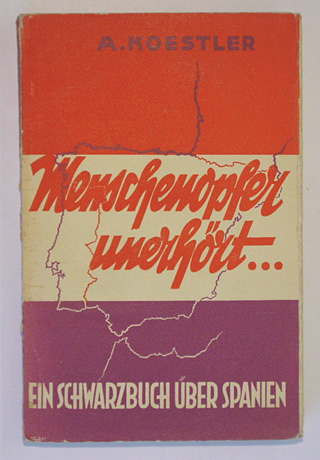 A. KOESTLER
Menschenopfer
unerhört...
EIN SCHWARZBUCH ÜBER SPANIEN